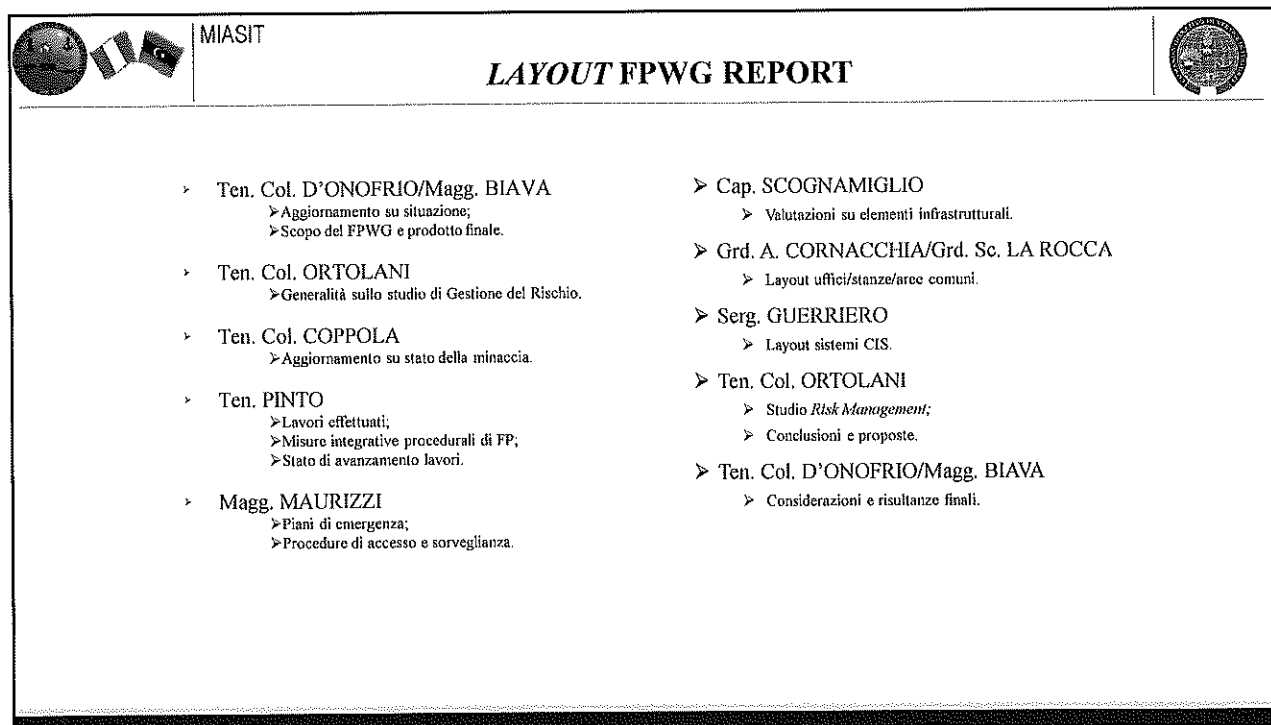 MIASIT
LAYOUT FPWG REPORT
➢ Ten. Col. D'ONOFRIO/Magg. BIAVA
➢Aggiornamento su situazione;
➢Scopo del FPWG e prodotto finale.
➢ Ten. Col. ORTOLANI
➢Generalità sullo studio di Gestione del Rischio.
➢ Ten. Col. COPPOLA
➢Aggiornamento su stato della minaccia.
➢ Ten. PINTO
➢Lavori effettuati;
➢Misure integrative procedurali di FP;
➢Stato di avanzamento lavori.
➢ Magg. MAURIZZI
➢Piani di emergenza;
➢Procedure di accesso e sorveglianza.
➢ Cap. SCOGNAMIGLIO
➢ Valutazioni su elementi infrastrutturali.
➢ Grd. A. CORNACCHIA/Grd. Sc. LA ROCCA
➢ Layout uffici/stanze/aree comuni.
➢ Serg. GUERRIERO
➢ Layout sistemi CIS.
➢ Ten. Col. ORTOLANI
➢ Studio Risk Management;
➢ Conclusioni e proposte.
➢ Ten. Col. D'ONOFRIO/Magg. BIAVA
➢ Considerazioni e risultanze finali.